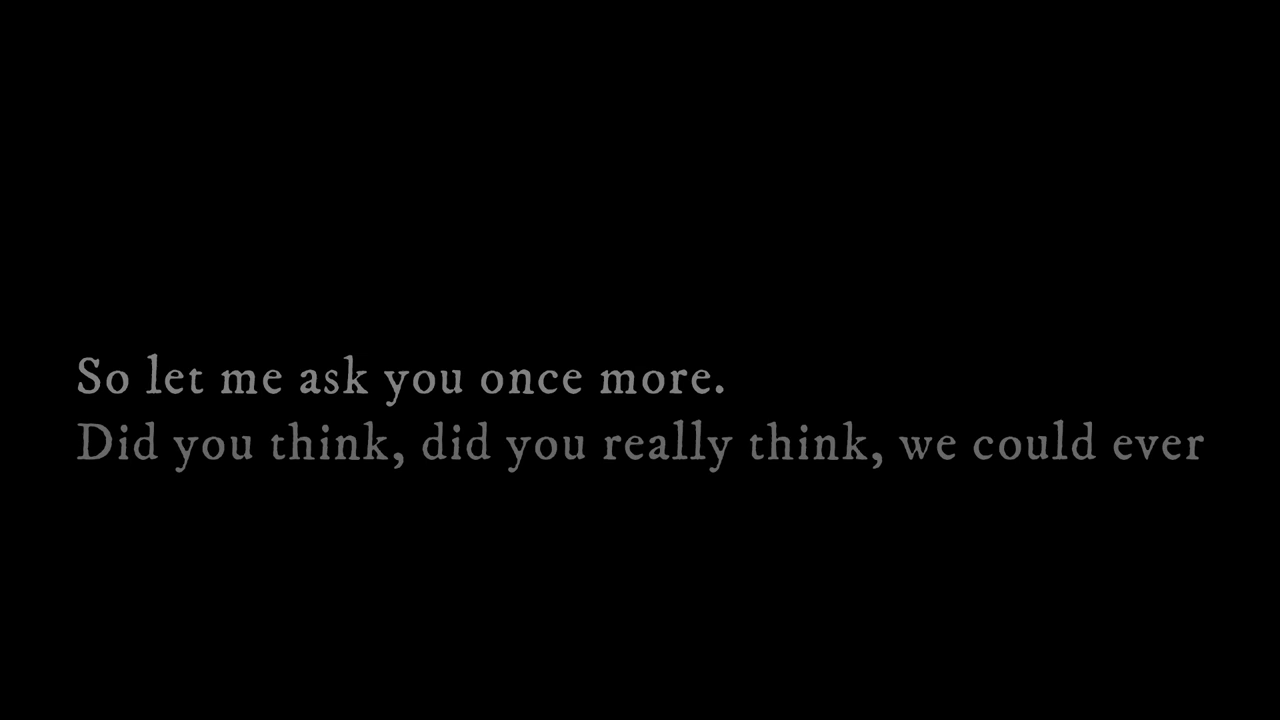 So let me ask you once more.
Did you think, did you really think, we could ever